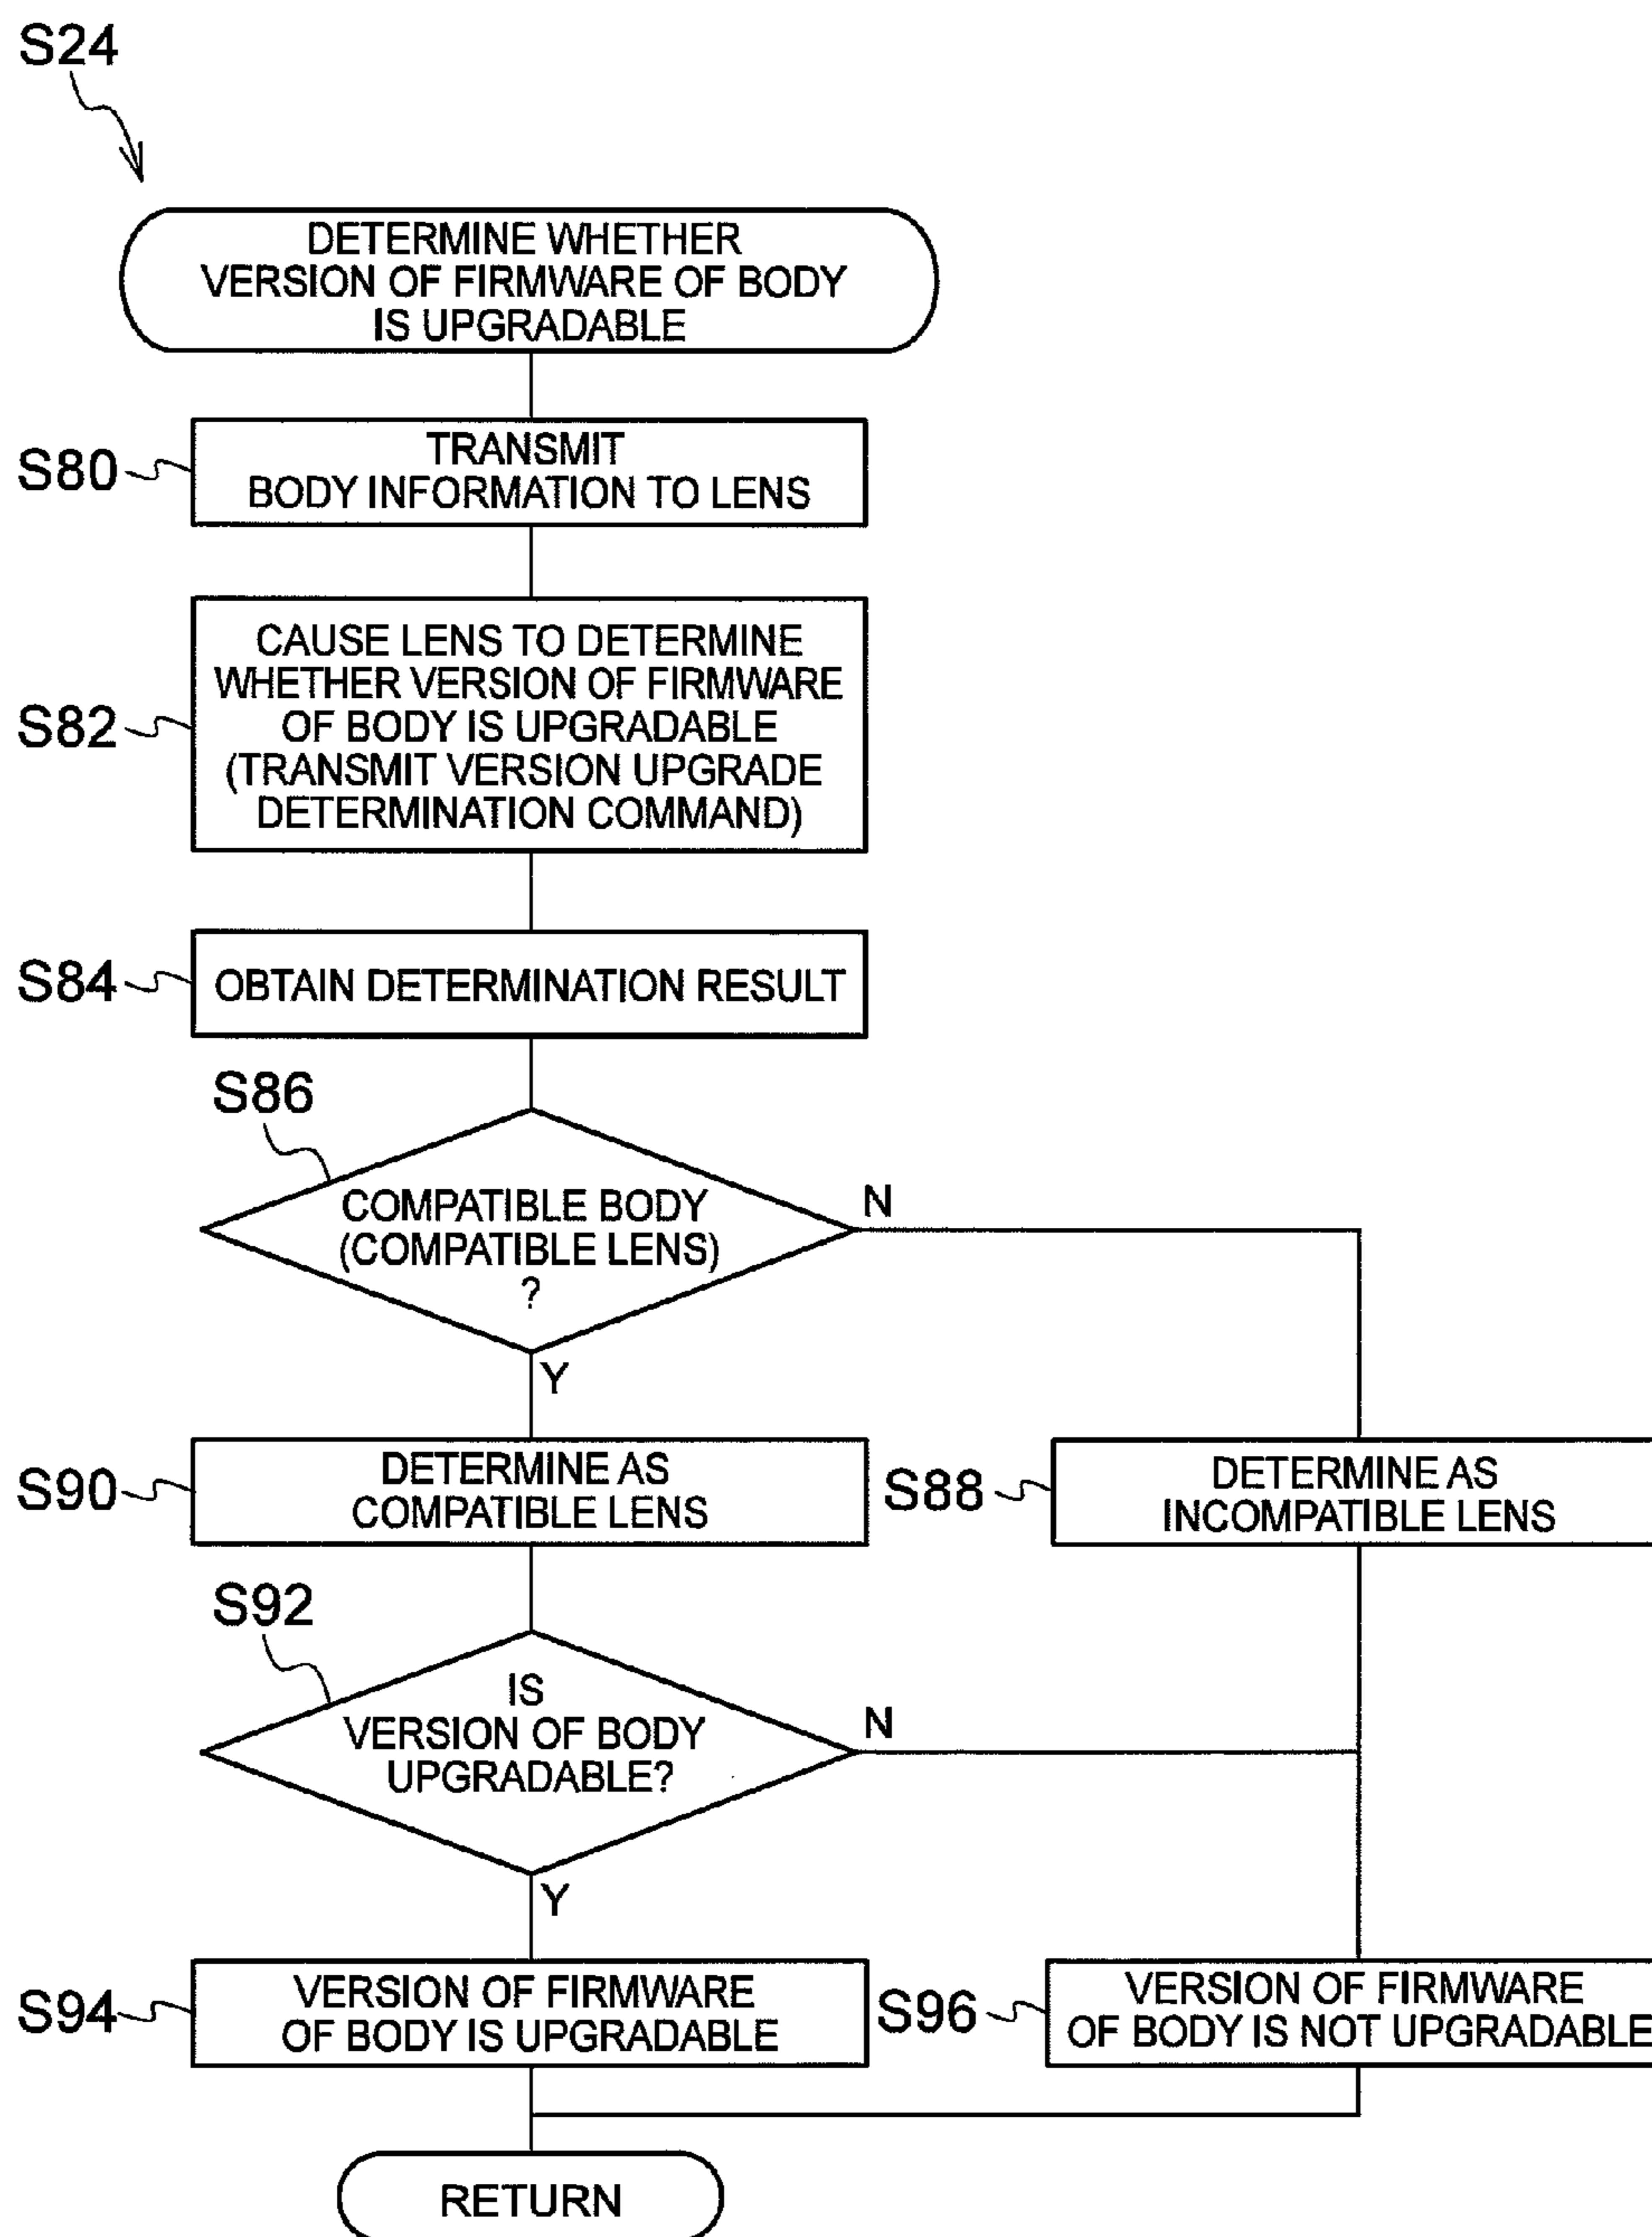 S24
DETERMINE WHETHER
VERSION OF FIRMWARE OF BODY
IS UPGRADABLE
S80
TRANSMIT
BODY INFORMATION TO LENS
S82
CAUSE LENS TO DETERMINE
WHETHER VERSION OF FIRMWARE
OF BODY IS UPGRADABLE
(TRANSMIT VERSION UPGRADE
DETERMINATION COMMAND)
S84
OBTAIN DETERMINATION RESULT
S86
COMPATIBLE BODY
(COMPATIBLE LENS)
?
N
Y
S90
DETERMINE AS
COMPATIBLE LENS
S88
DETERMINE AS
INCOMPATIBLE LENS
S92
IS
VERSION OF BODY
UPGRADABLE?
N
Y
S94
VERSION OF FIRMWARE
OF BODY IS UPGRADABLE
S96
VERSION OF FIRMWARE
OF BODY IS NOT UPGRADABLE
RETURN